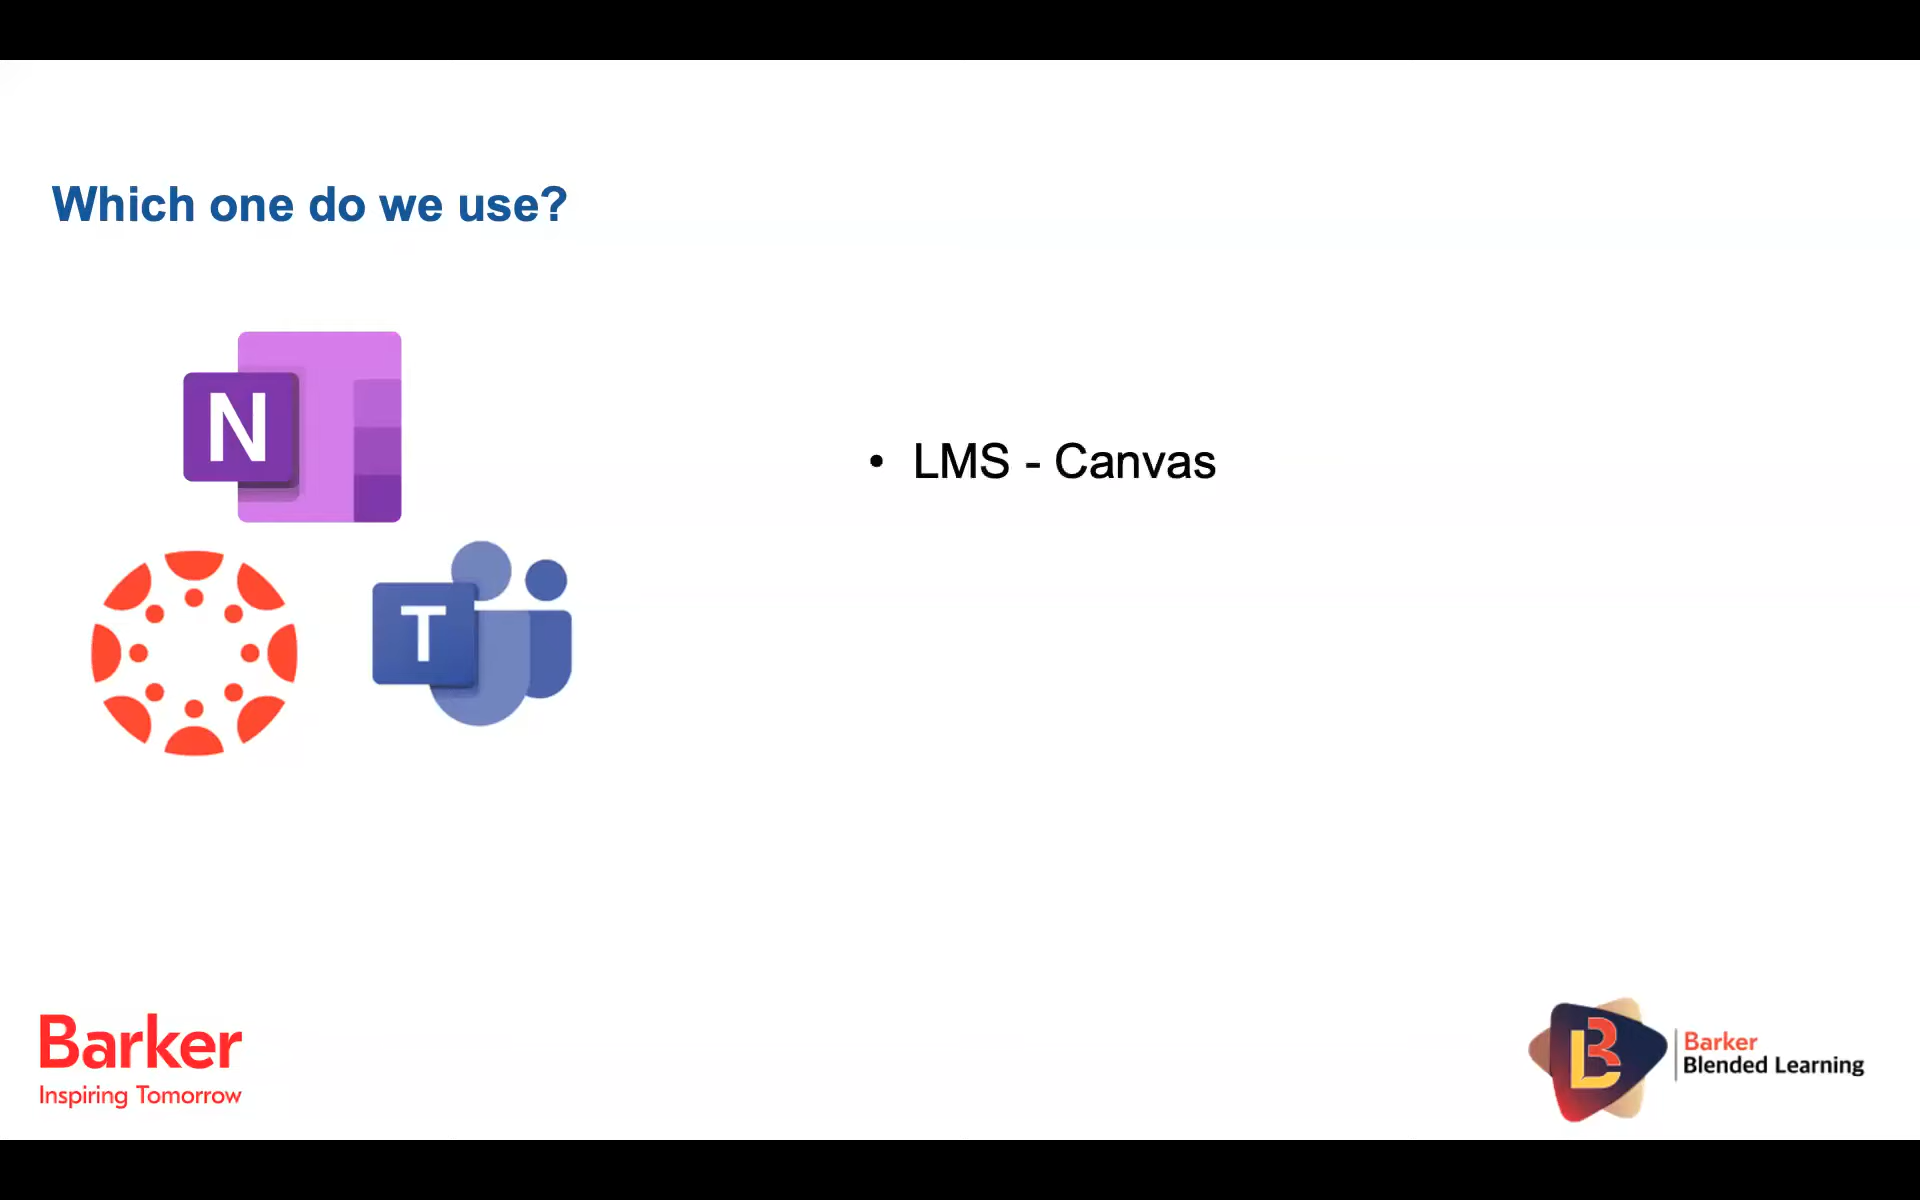 Which one do we use?
N
• LMS - Canvas
T
Barker
Inspiring Tomorrow
B
L
Barker
Blended Learning